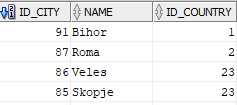 ID_CITY NAME ID_COUNTRY
91 Bihor 1
87 Roma 2
86 Veles 23
85 Skopje 23